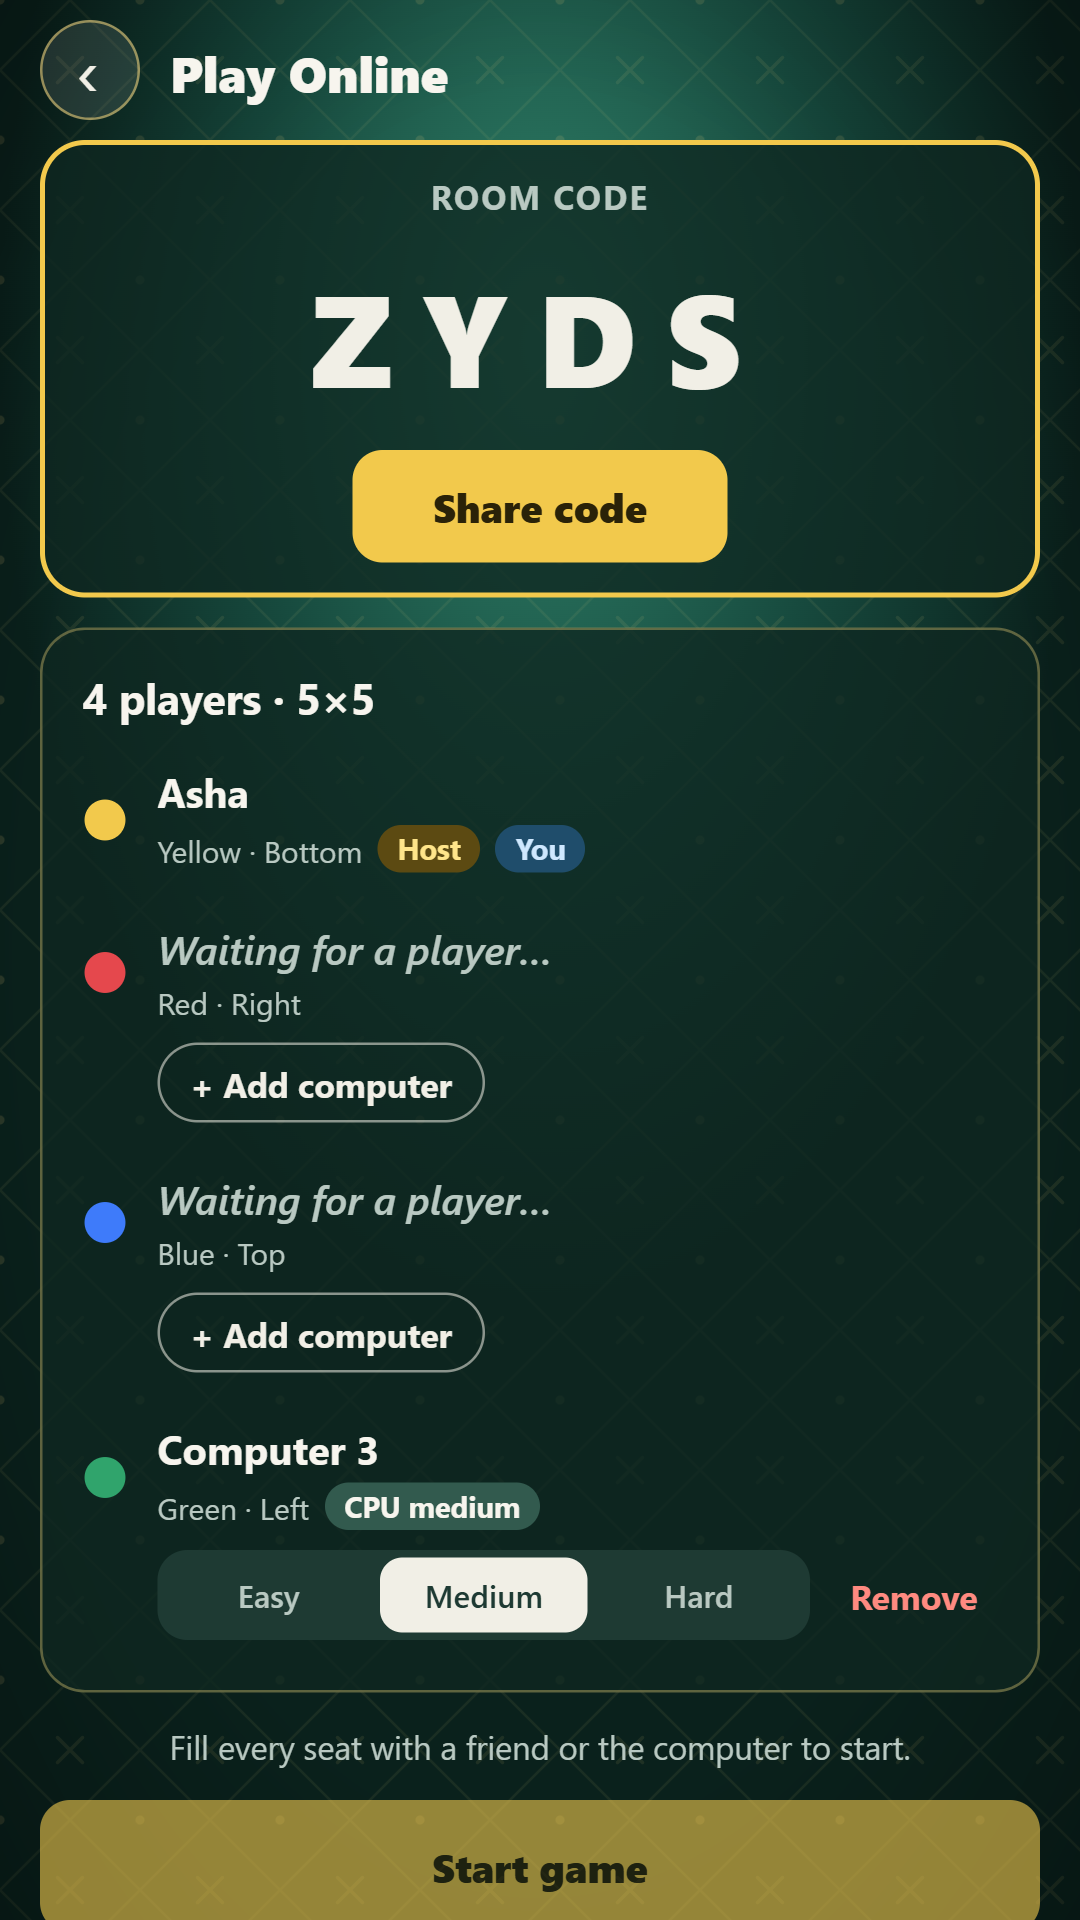 ‹ Play Online
ROOM CODE
ZYDS
Share code
4 players · 5×5
Asha
Yellow · Bottom Host You
Waiting for a player...
Red · Right
+ Add computer
Waiting for a player...
Blue · Top
+ Add computer
Computer 3
Green · Left CPU medium
Easy Medium Hard Remove
Fill every seat with a friend or the computer to start.
Start game